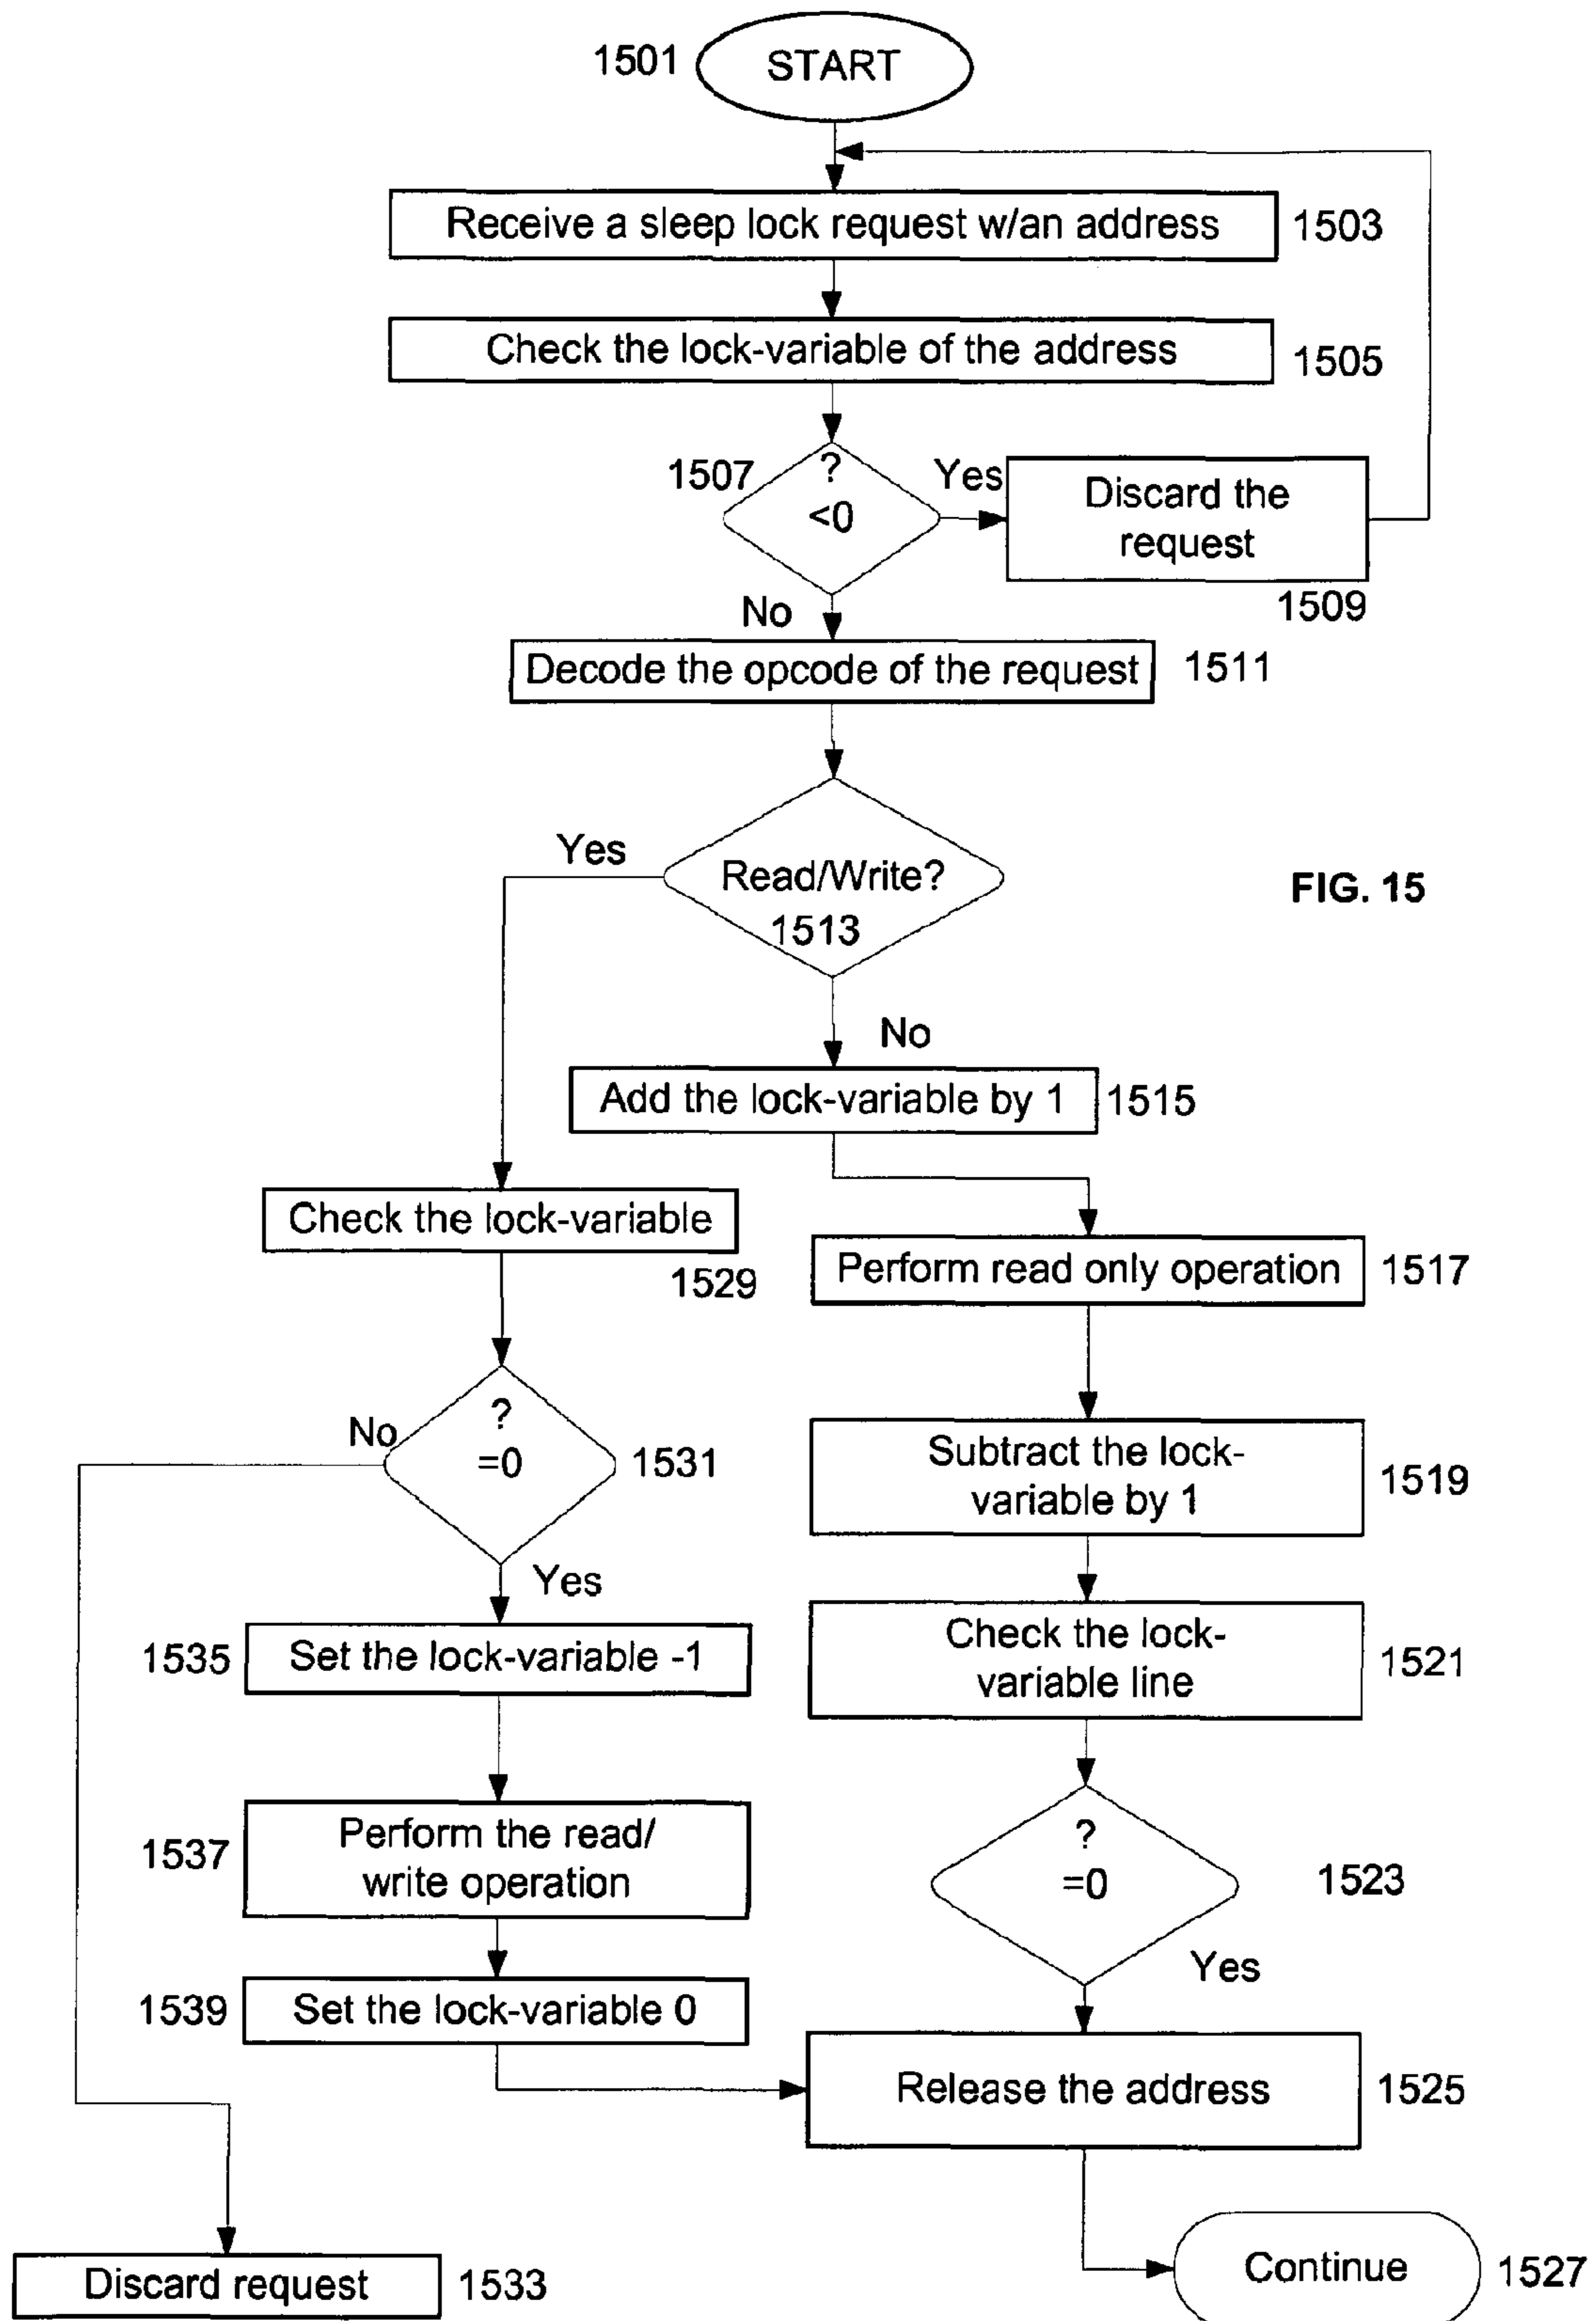 1501
START
Receive a sleep lock request w/an address
1503
Check the lock-variable of the address
1505
1507
?
<0
Yes
Discard the
request
1509
No
Decode the opcode of the request
1511
Yes
Read/Write?
1513
FIG. 15
No
Add the lock-variable by 1
1515
Check the lock-variable
1529
Perform read only operation
1517
No
?
=0
1531
Subtract the lock-
variable by 1
1519
Yes
1535
Set the lock-variable -1
Check the lock-
variable line
1521
1537
Perform the read/
write operation
?
=0
1523
Yes
1539
Set the lock-variable 0
Release the address
1525
Discard request
1533
Continue
1527